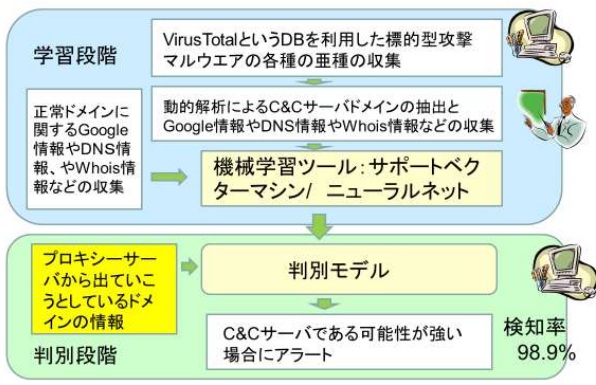 学習段階
VirusTotalというDBを利用した標的型攻撃
マルウエアの各種の亜種の収集
正常ドメインに
関するGoogle
情報やDNS情
報、やWhois情
報などの収集
動的解析によるC&Cサーバドメインの抽出と
Google情報やDNS情報やWhois情報などの収集
機械学習ツール：サポートベク
ターマシン/ ニューラルネット
プロキシーサー
バから出ていこ
うとしているドメ
インの情報
判別モデル
判別段階
C&Cサーバである可能性が強い
場合にアラート
検知率
98.9%